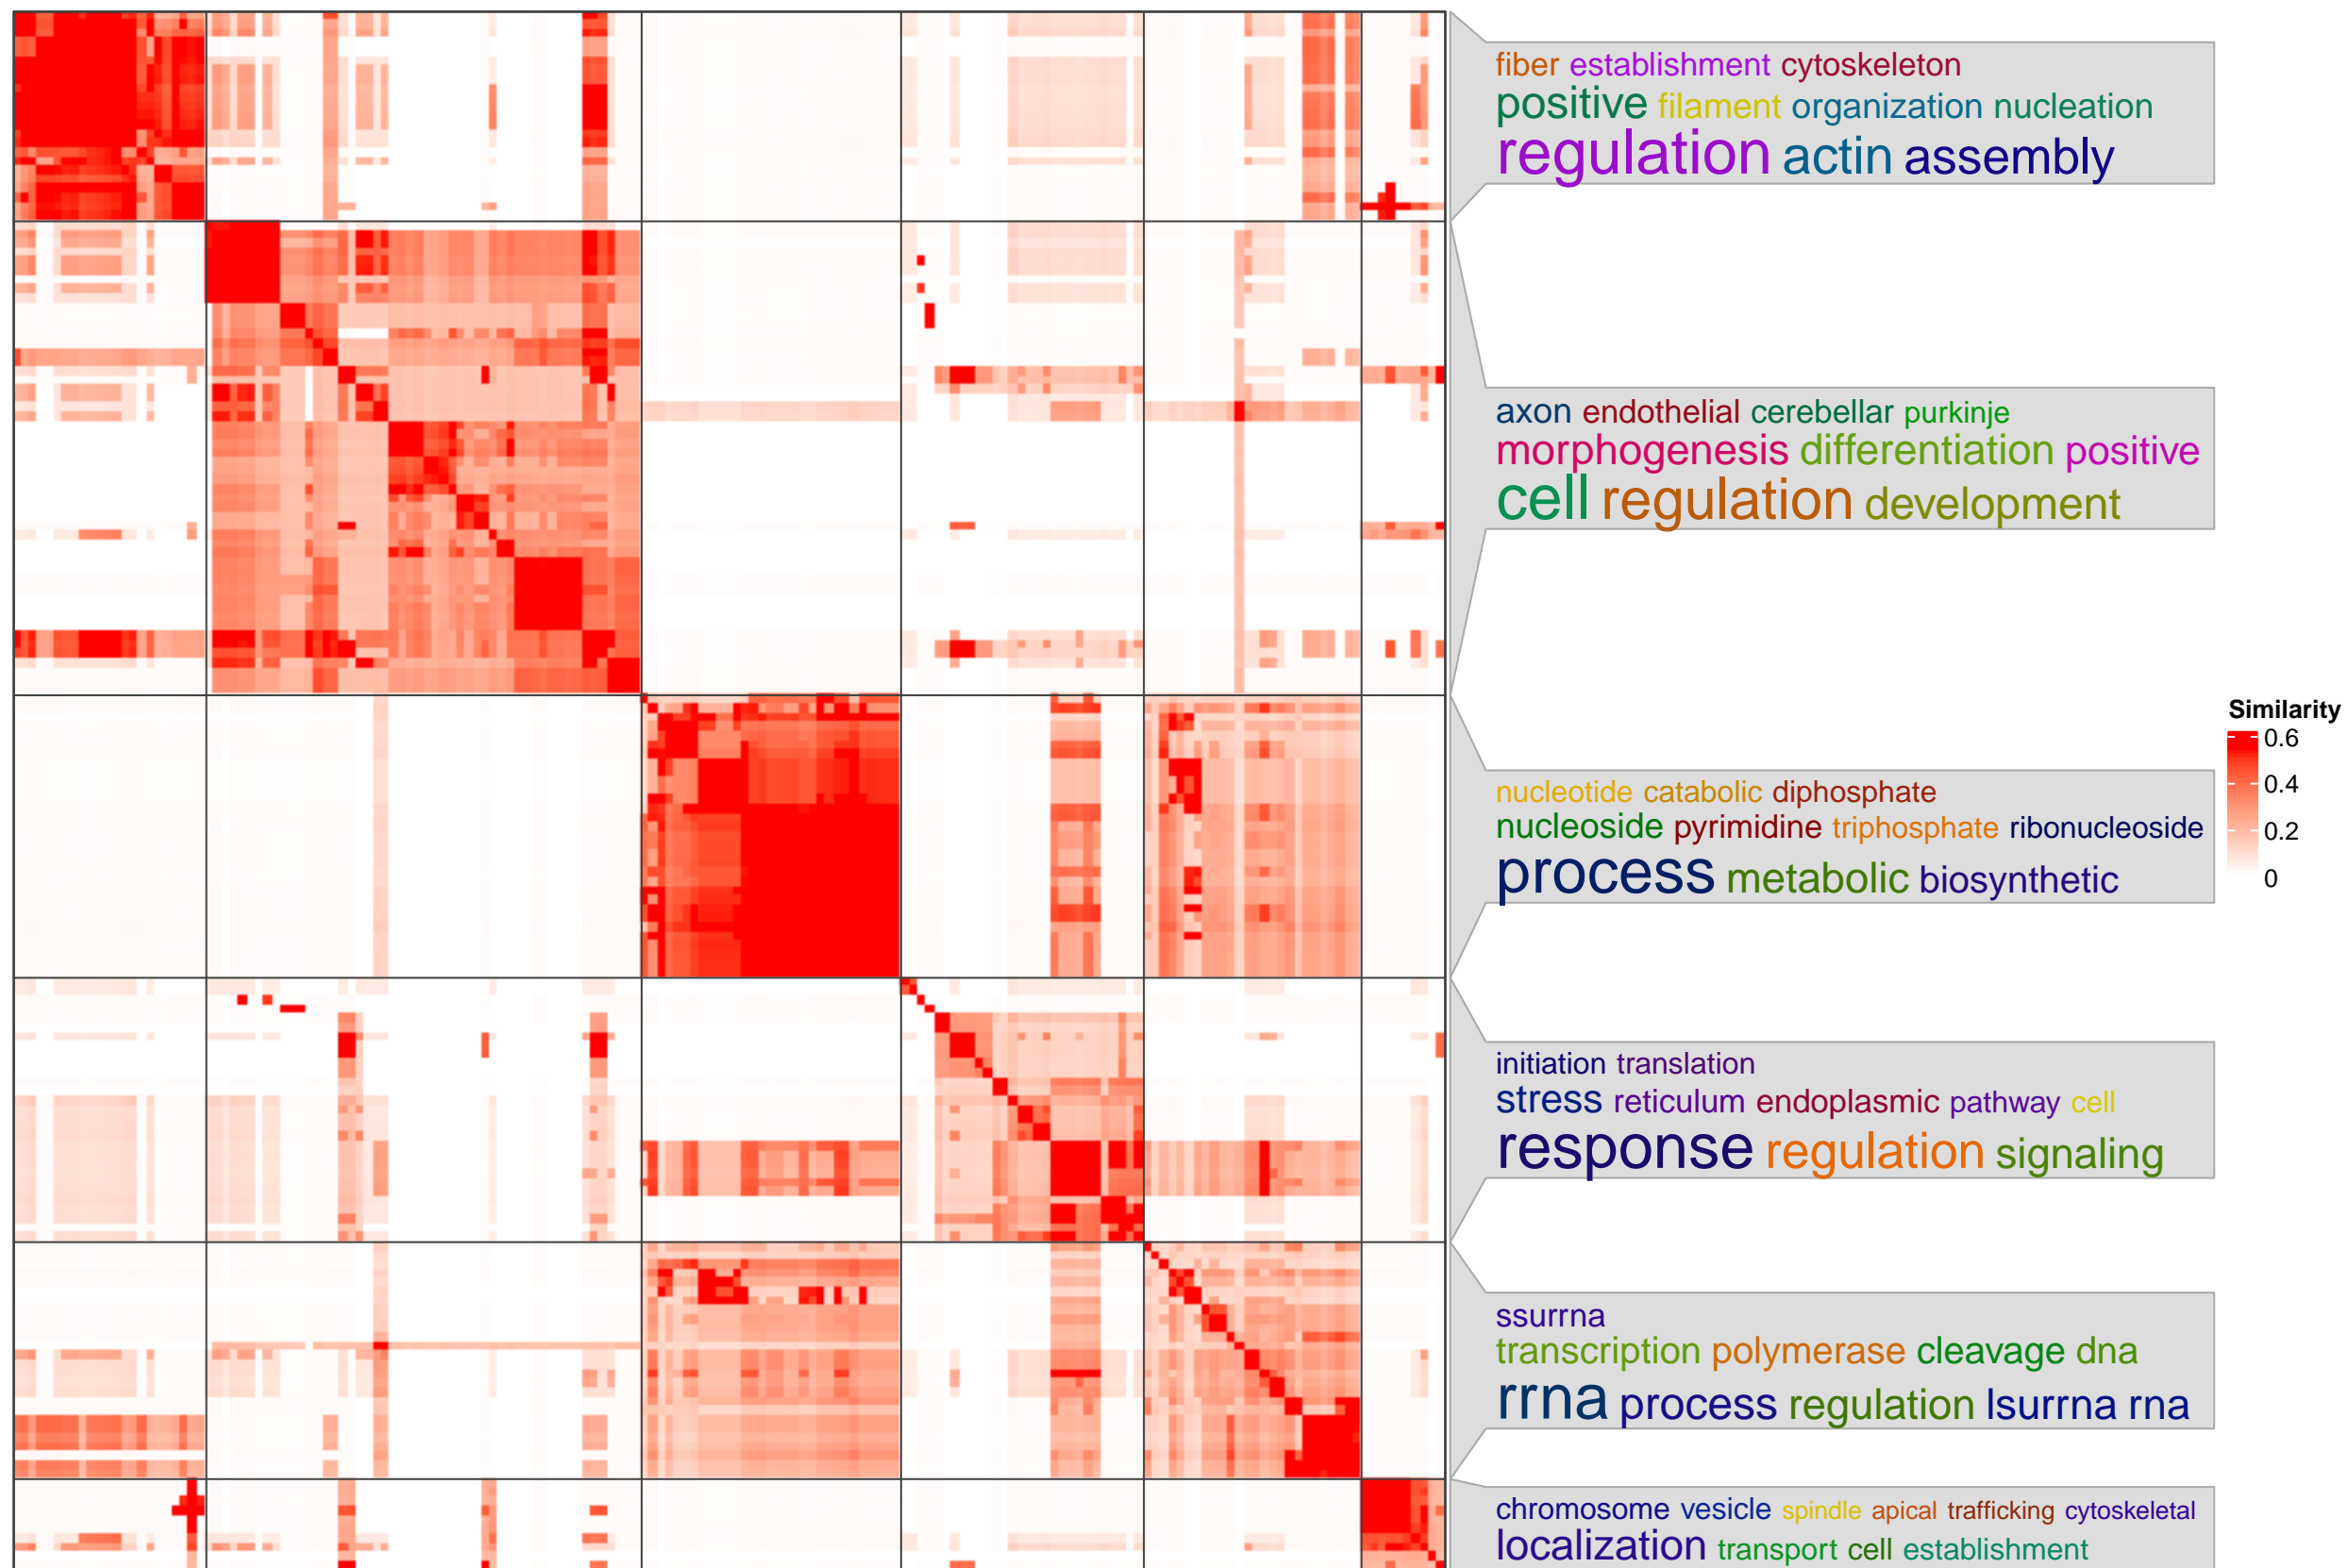 fiber establishment cytoskeleton
positive filament organization nucleation
regulation actin assembly
axon endothelial cerebellar purkinje
morphogenesis differentiation positive
cell regulation development
Similarity
0.6
0.4
0.2
0
nucleotide catabolic diphosphate
nucleoside pyrimidine triphosphate ribonucleoside
process metabolic biosynthetic
initiation translation
stress reticulum endoplasmic pathway cell
response regulation signaling
ssurrna
transcription polymerase cleavage dna
rrna process regulation lsurrna rna
chromosome vesicle spindle apical trafficking cytoskeletal
localization transport cell establishment